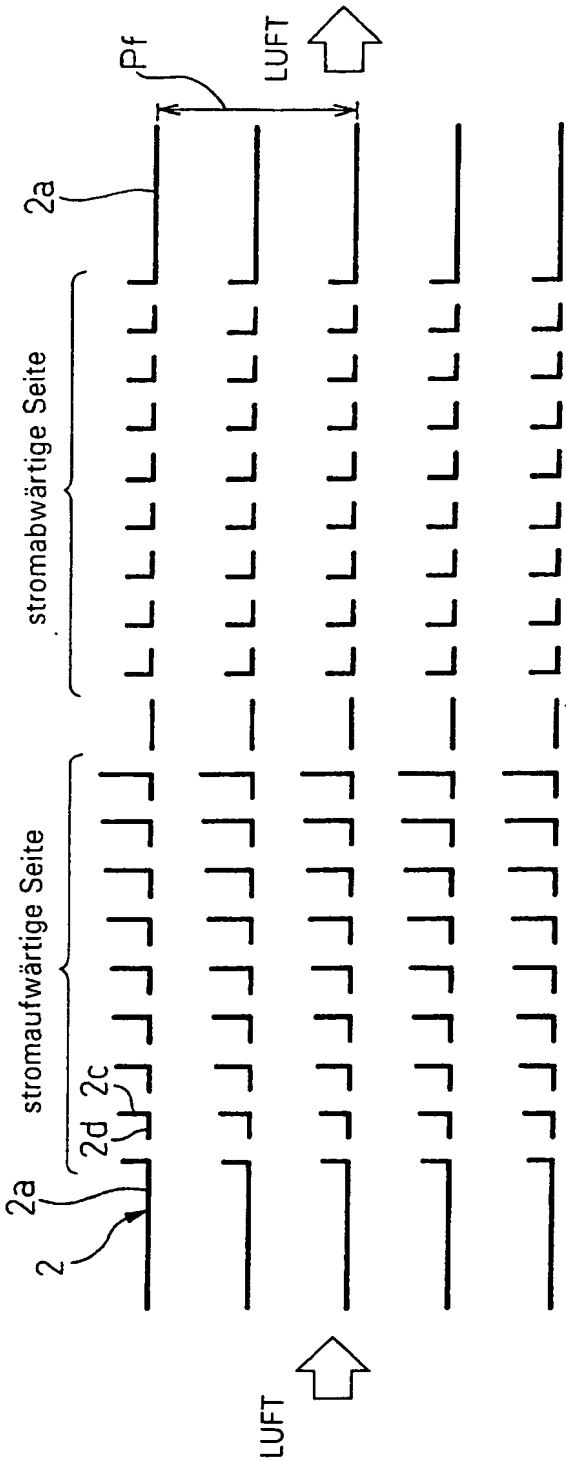 LUFT
2
2a
2d
2c
stromaufwärtige Seite
stromabwärtige Seite
2a
Pf
LUFT